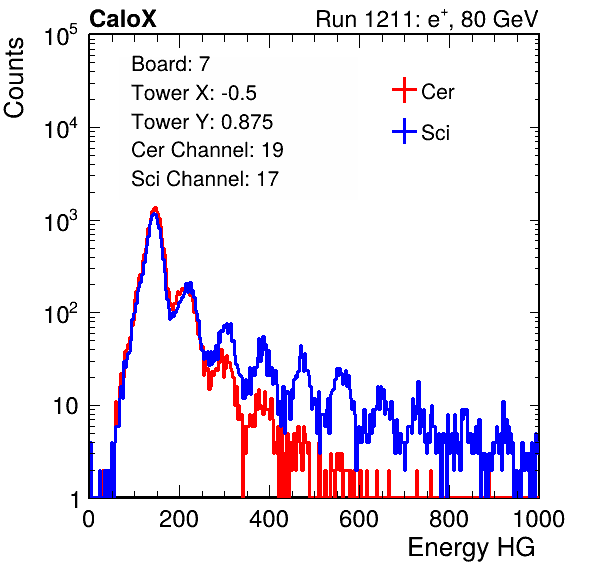 CaloX Run 1211: e⁺, 80 GeV
10⁵
Counts
Board: 7
Tower X: -0.5
Tower Y: 0.875
Cer Channel: 19
Sci Channel: 17
Cer
Sci
10⁴
10³
10²
10
1
0 200 400 600 800 1000
Energy HG